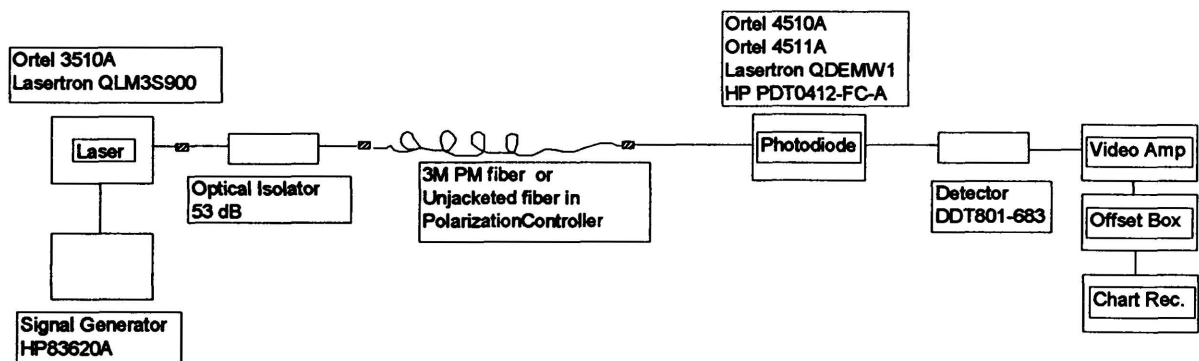 Ortel 3510A
Lasertron QLM3S900
Laser
Signal Generator
HP83620A
Optical Isolator
53 dB
3M PM fiber or
Unjacketed fiber in
PolarizationController
Ortel 4510A
Ortel 4511A
Lasertron QDEMW1
HP PDT0412-FC-A
Photodiode
Detector
DDT801-683
Video Amp
Offset Box
Chart Rec.